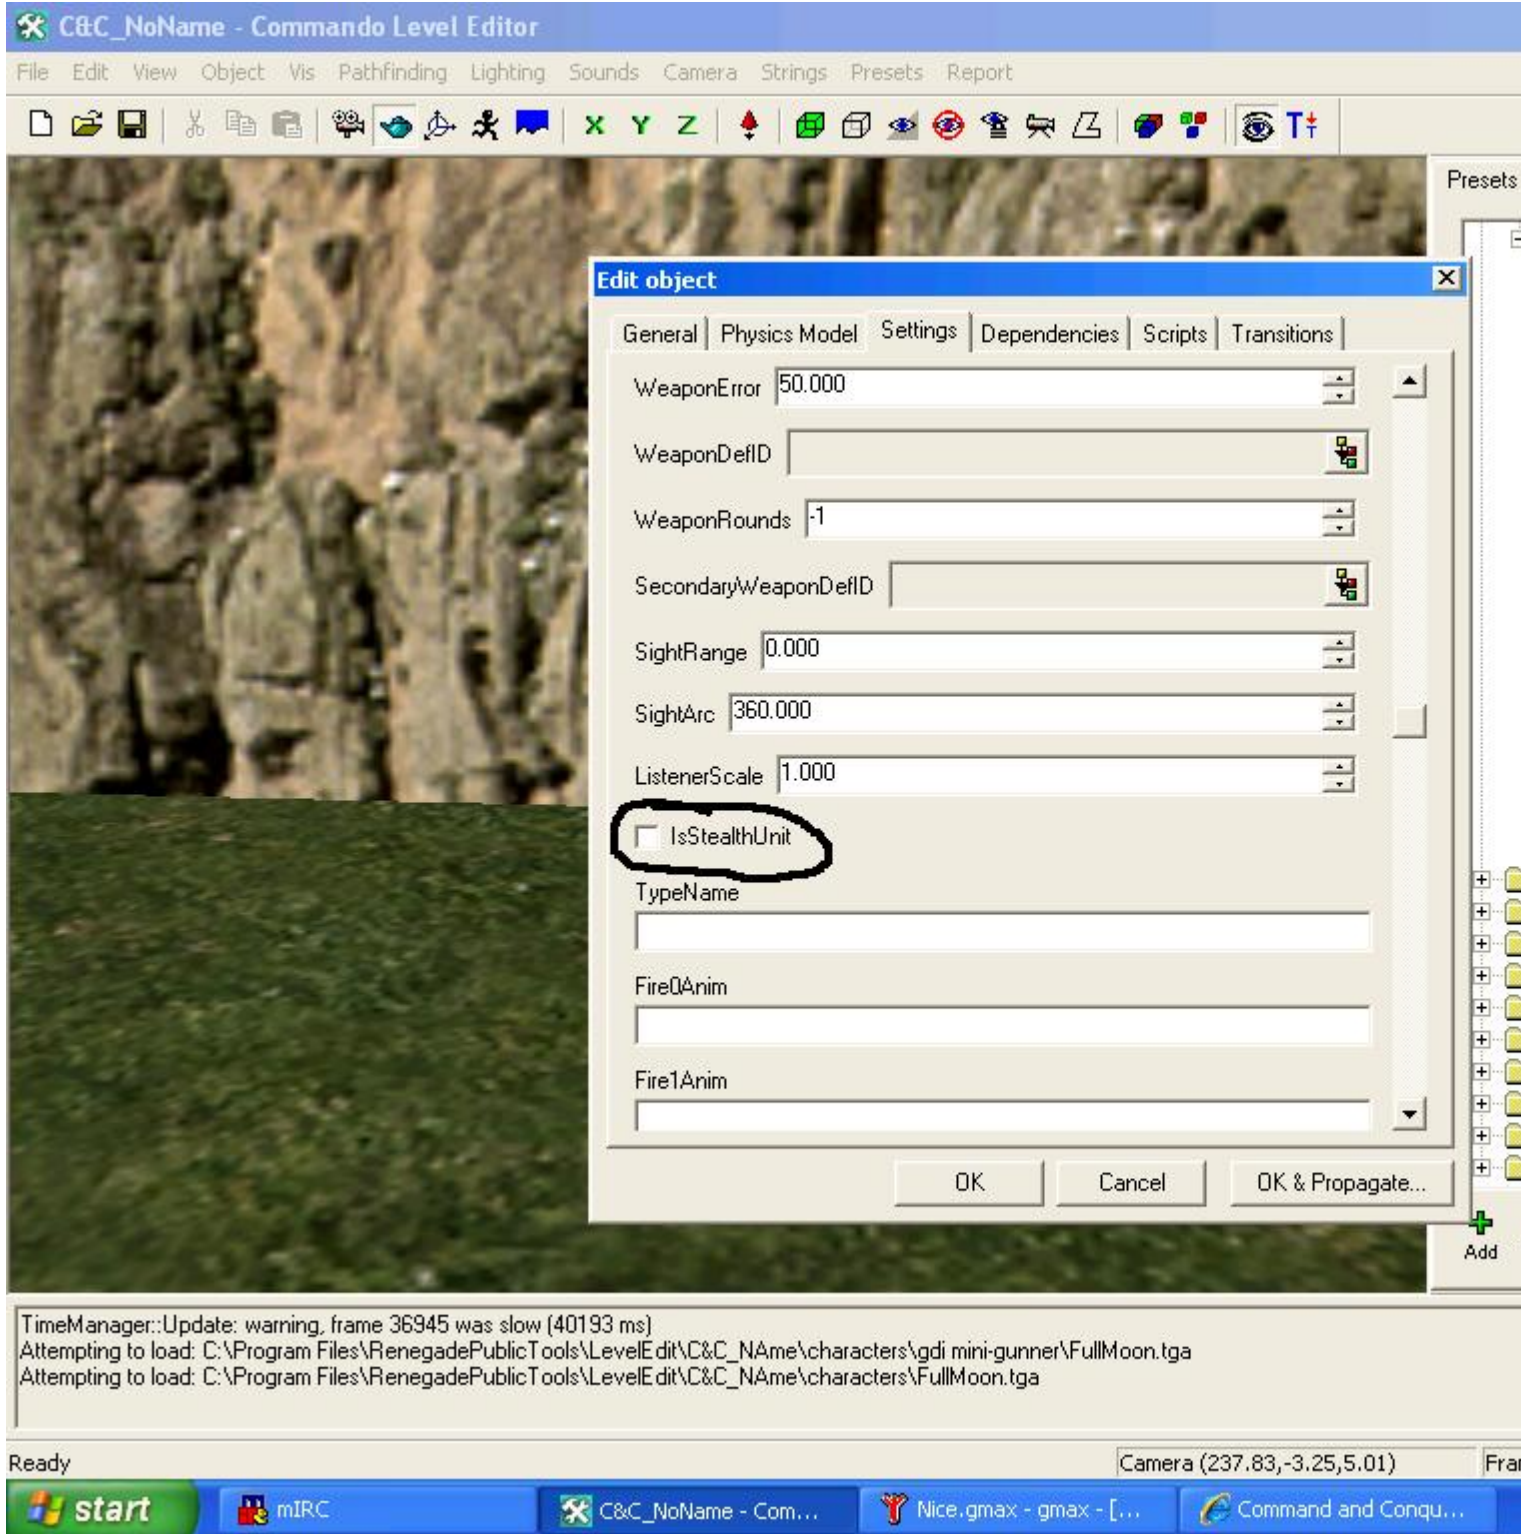 C&C_NoName - Commando Level Editor
File Edit View Object Vis Pathfinding Lighting Sounds Camera Strings Presets Report
X Y Z
Presets
Edit object
General Physics Model Settings Dependencies Scripts Transitions
WeaponError 50.000
WeaponDefID
WeaponRounds -1
SecondaryWeaponDefID
SightRange 0.000
SightArc 360.000
ListenerScale 1.000
IsStealthUnit
TypeName
Fire0Anim
Fire1Anim
OK Cancel OK & Propagate...
Add
TimeManager::Update: warning, frame 36945 was slow (40193 ms)
Attempting to load: C:\Program Files\RenegadePublicTools\LevelEdit\C&C_NAme\characters\gdi mini-gunner\FullMoon.tga
Attempting to load: C:\Program Files\RenegadePublicTools\LevelEdit\C&C_NAme\characters\FullMoon.tga
Ready Camera (237.83,-3.25,5.01) Fra
start mIRC C&C_NoName - Com... Nice.gmax - gmax - [... Command and Conqu...